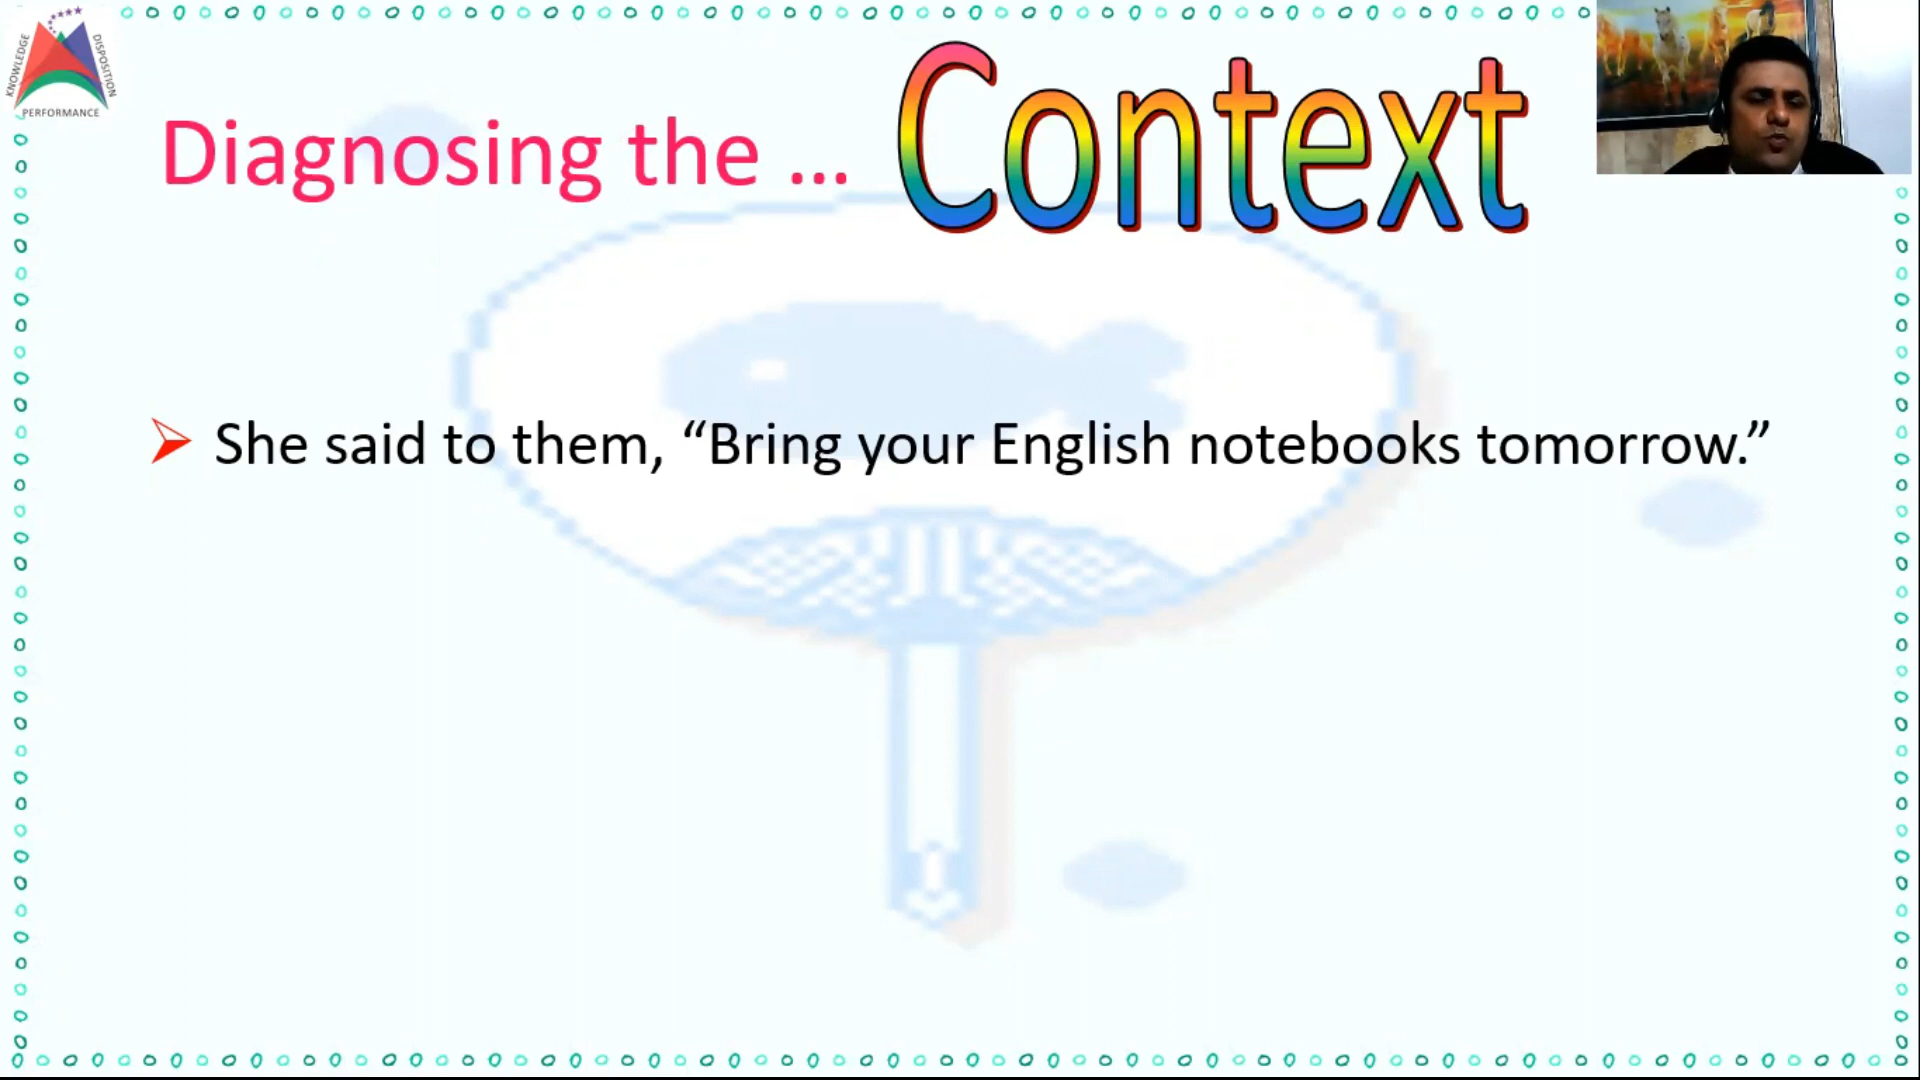 KNOWLEDGE
DISPOSITION
PERFORMANCE
Diagnosing the ... Context
She said to them, “Bring your English notebooks tomorrow.”